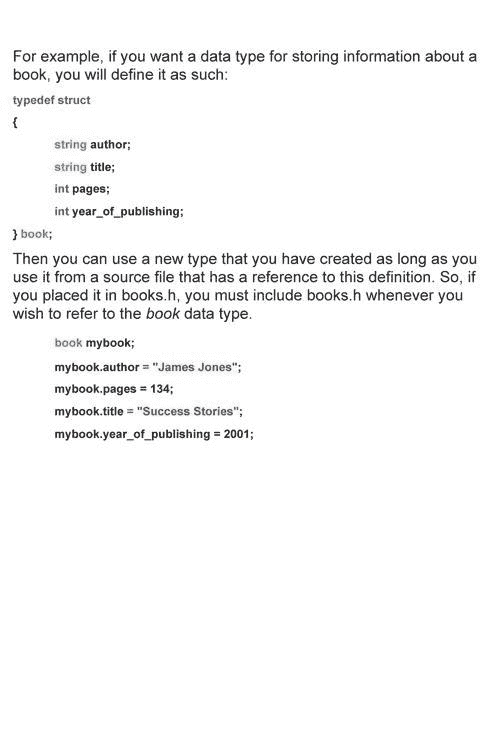 For example, if you want a data type for storing information about a
book, you will define it as such:
typedef struct
{
string author;
string title;
int pages;
int year_of_publishing;
} book;
Then you can use a new type that you have created as long as you
use it from a source file that has a reference to this definition. So, if
you placed it in books.h, you must include books.h whenever you
wish to refer to the book data type.
book mybook;
mybook.author = "James Jones";
mybook.pages = 134;
mybook.title = "Success Stories";
mybook.year_of_publishing = 2001;